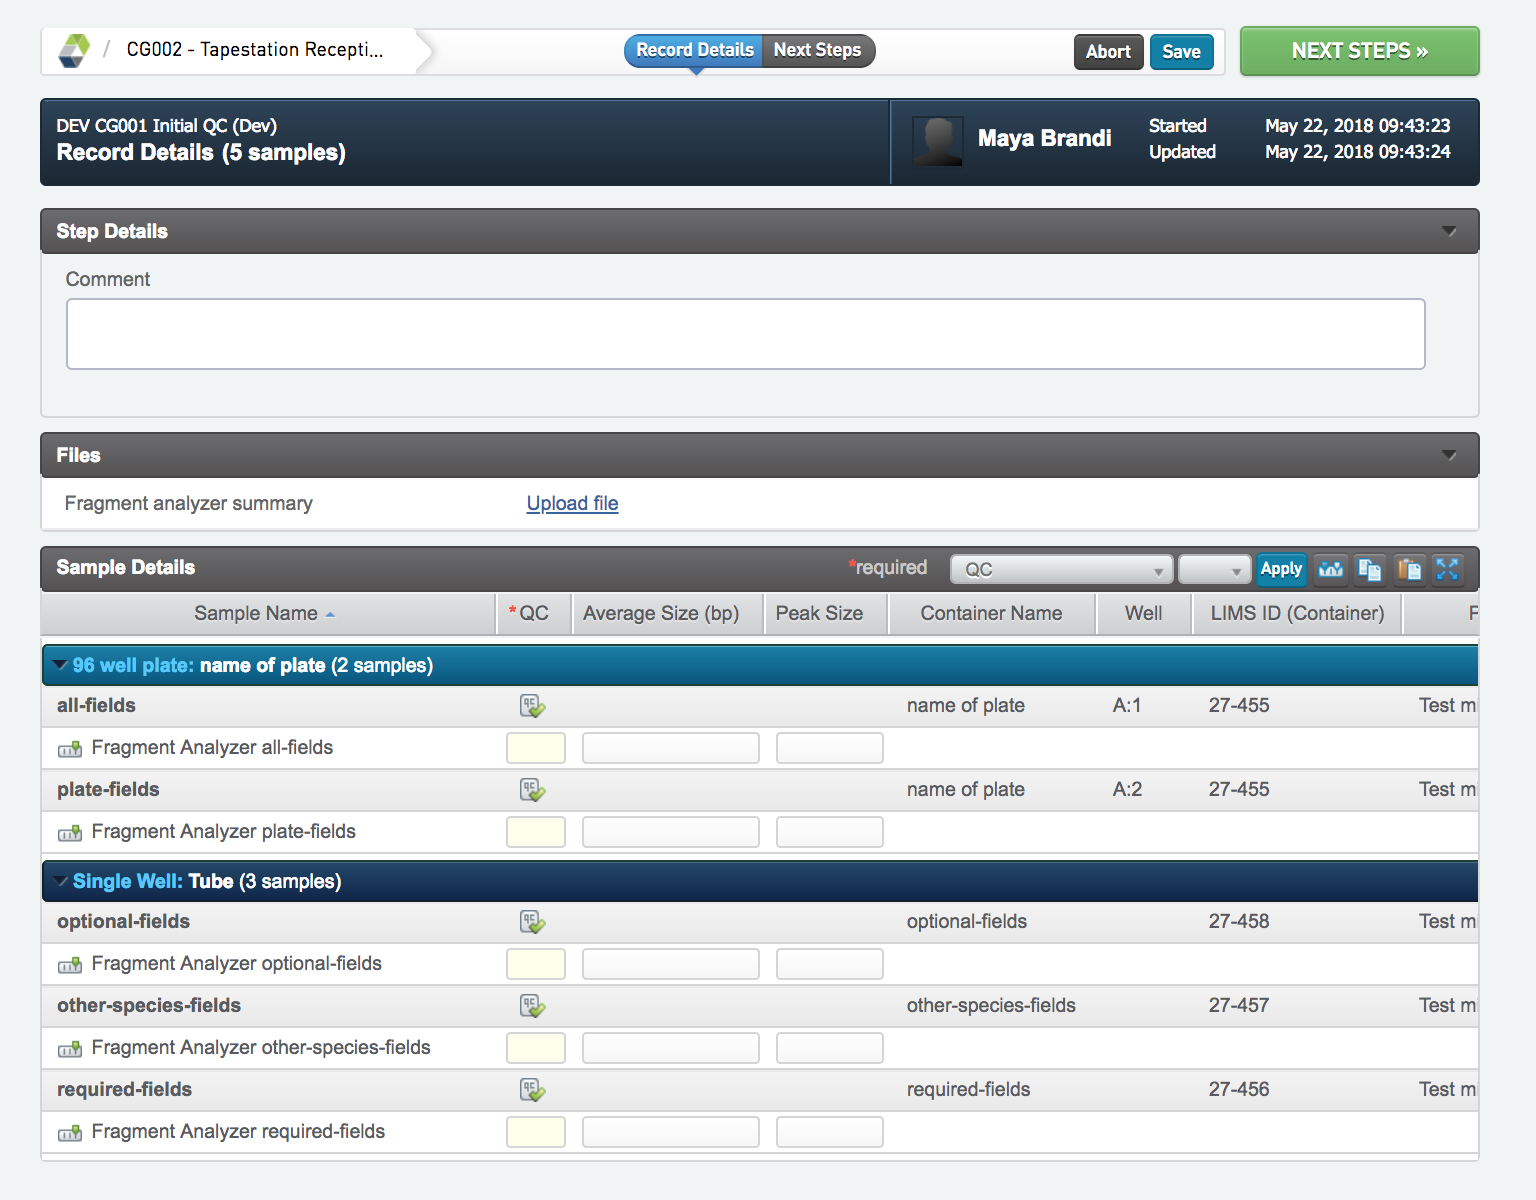 / CG002 - Tapestation Recepti...
Record Details Next Steps
Abort Save
NEXT STEPS »
DEV CG001 Initial QC (Dev)
Record Details (5 samples)
Maya Brandi
Started May 22, 2018 09:43:23
Updated May 22, 2018 09:43:24
Step Details
Comment
Files
Fragment analyzer summary Upload file
Sample Details *required QC Apply
Sample Name *QC Average Size (bp) Peak Size Container Name Well LIMS ID (Container)
96 well plate: name of plate (2 samples)
all-fields name of plate A:1 27-455 Test mi
Fragment Analyzer all-fields
plate-fields name of plate A:2 27-455 Test mi
Fragment Analyzer plate-fields
Single Well: Tube (3 samples)
optional-fields optional-fields 27-458 Test mi
Fragment Analyzer optional-fields
other-species-fields other-species-fields 27-457 Test mi
Fragment Analyzer other-species-fields
required-fields required-fields 27-456 Test mi
Fragment Analyzer required-fields